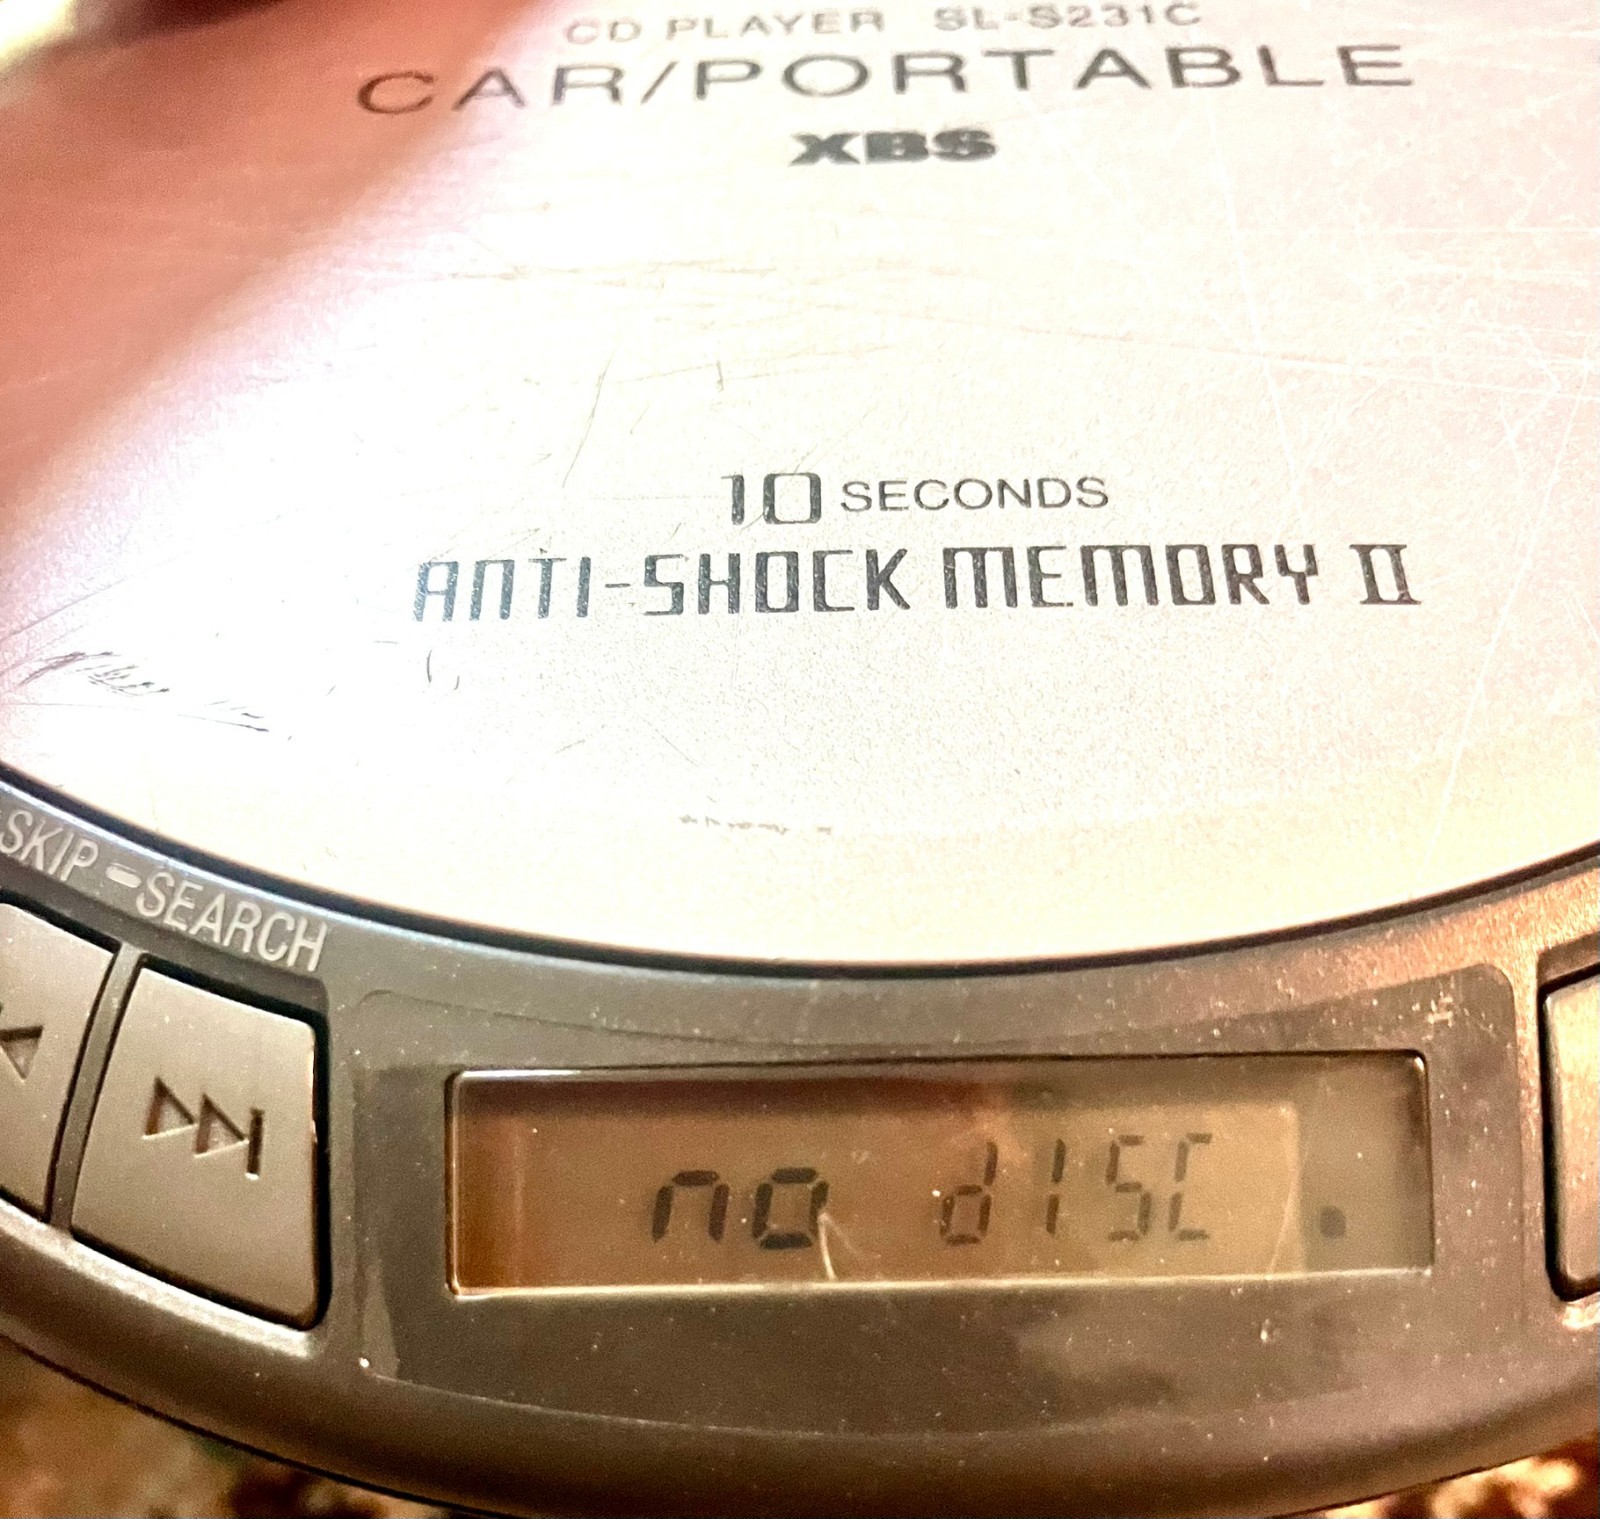 CD PLAYER SL-S231C
CAR/PORTABLE
XBS
10 SECONDS
ANTI-SHOCK MEMORY II
SKIP-SEARCH
no dISC